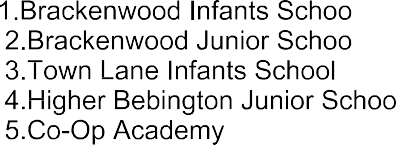 1.Brackenwood Infants Schoo
2.Brackenwood Junior Schoo
3.Town Lane Infants School
4.Higher Bebington Junior Schoo
5.Co-Op Academy